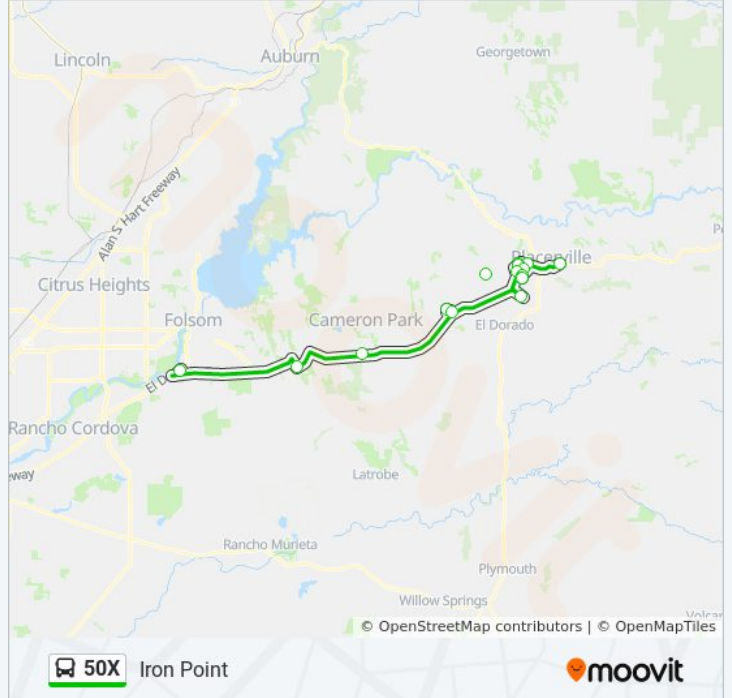 Lincoln
Auburn
Georgetown
Alan S Hart Freeway
Placerville
Citrus Heights
Folsom
Cameron Park
El Dorado
El D
Rancho Cordova
eway
Latrobe
Rancho Murieta
Plymouth
Willow Springs
Volcan
© OpenStreetMap contributors | © OpenMapTiles
50X Iron Point
moovit